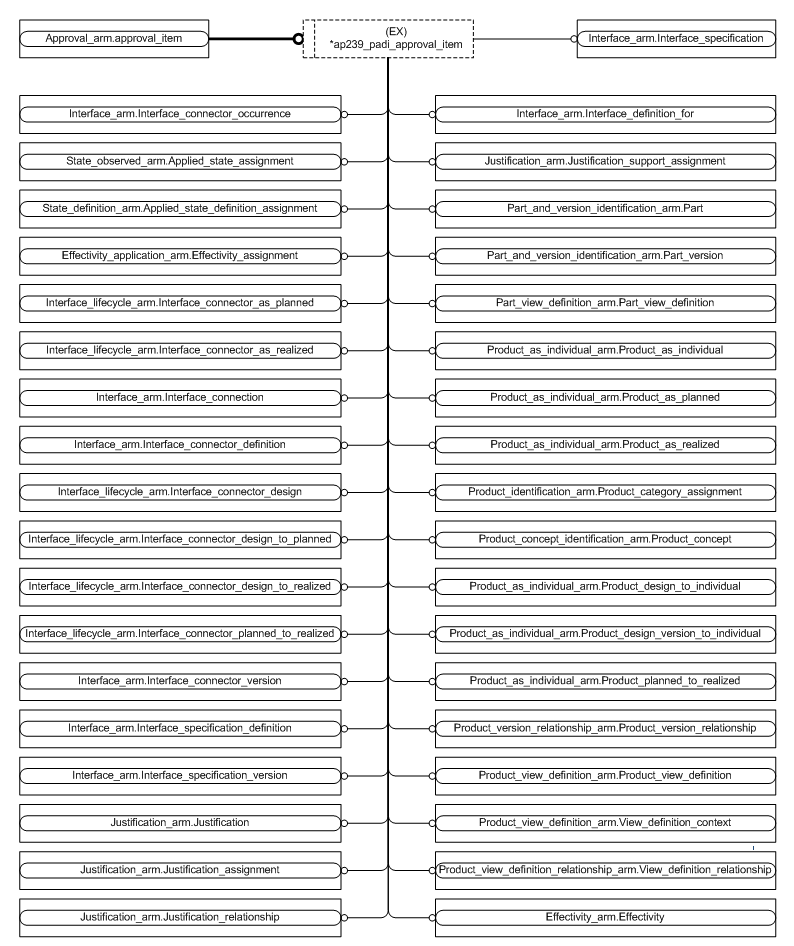 Approval_arm.approval_item
(EX)
*ap239_padi_approval_item
Interface_arm.Interface_specification
Interface_arm.Interface_connector_occurrence
Interface_arm.Interface_definition_for
State_observed_arm.Applied_state_assignment
Justification_arm.Justification_support_assignment
State_definition_arm.Applied_state_definition_assignment
Part_and_version_identification_arm.Part
Effectivity_application_arm.Effectivity_assignment
Part_and_version_identification_arm.Part_version
Interface_lifecycle_arm.Interface_connector_as_planned
Part_view_definition_arm.Part_view_definition
Interface_lifecycle_arm.Interface_connector_as_realized
Product_as_individual_arm.Product_as_individual
Interface_arm.Interface_connection
Product_as_individual_arm.Product_as_planned
Interface_arm.Interface_connector_definition
Product_as_individual_arm.Product_as_realized
Interface_lifecycle_arm.Interface_connector_design
Product_identification_arm.Product_category_assignment
Interface_lifecycle_arm.Interface_connector_design_to_planned
Product_concept_identification_arm.Product_concept
Interface_lifecycle_arm.Interface_connector_design_to_realized
Product_as_individual_arm.Product_design_to_individual
Interface_lifecycle_arm.Interface_connector_planned_to_realized
Product_as_individual_arm.Product_design_version_to_individual
Interface_arm.Interface_connector_version
Product_as_individual_arm.Product_planned_to_realized
Interface_arm.Interface_specification_definition
Product_version_relationship_arm.Product_version_relationship
Interface_arm.Interface_specification_version
Product_view_definition_arm.Product_view_definition
Justification_arm.Justification
Product_view_definition_arm.View_definition_context
Justification_arm.Justification_assignment
Product_view_definition_relationship_arm.View_definition_relationship
Justification_arm.Justification_relationship
Effectivity_arm.Effectivity